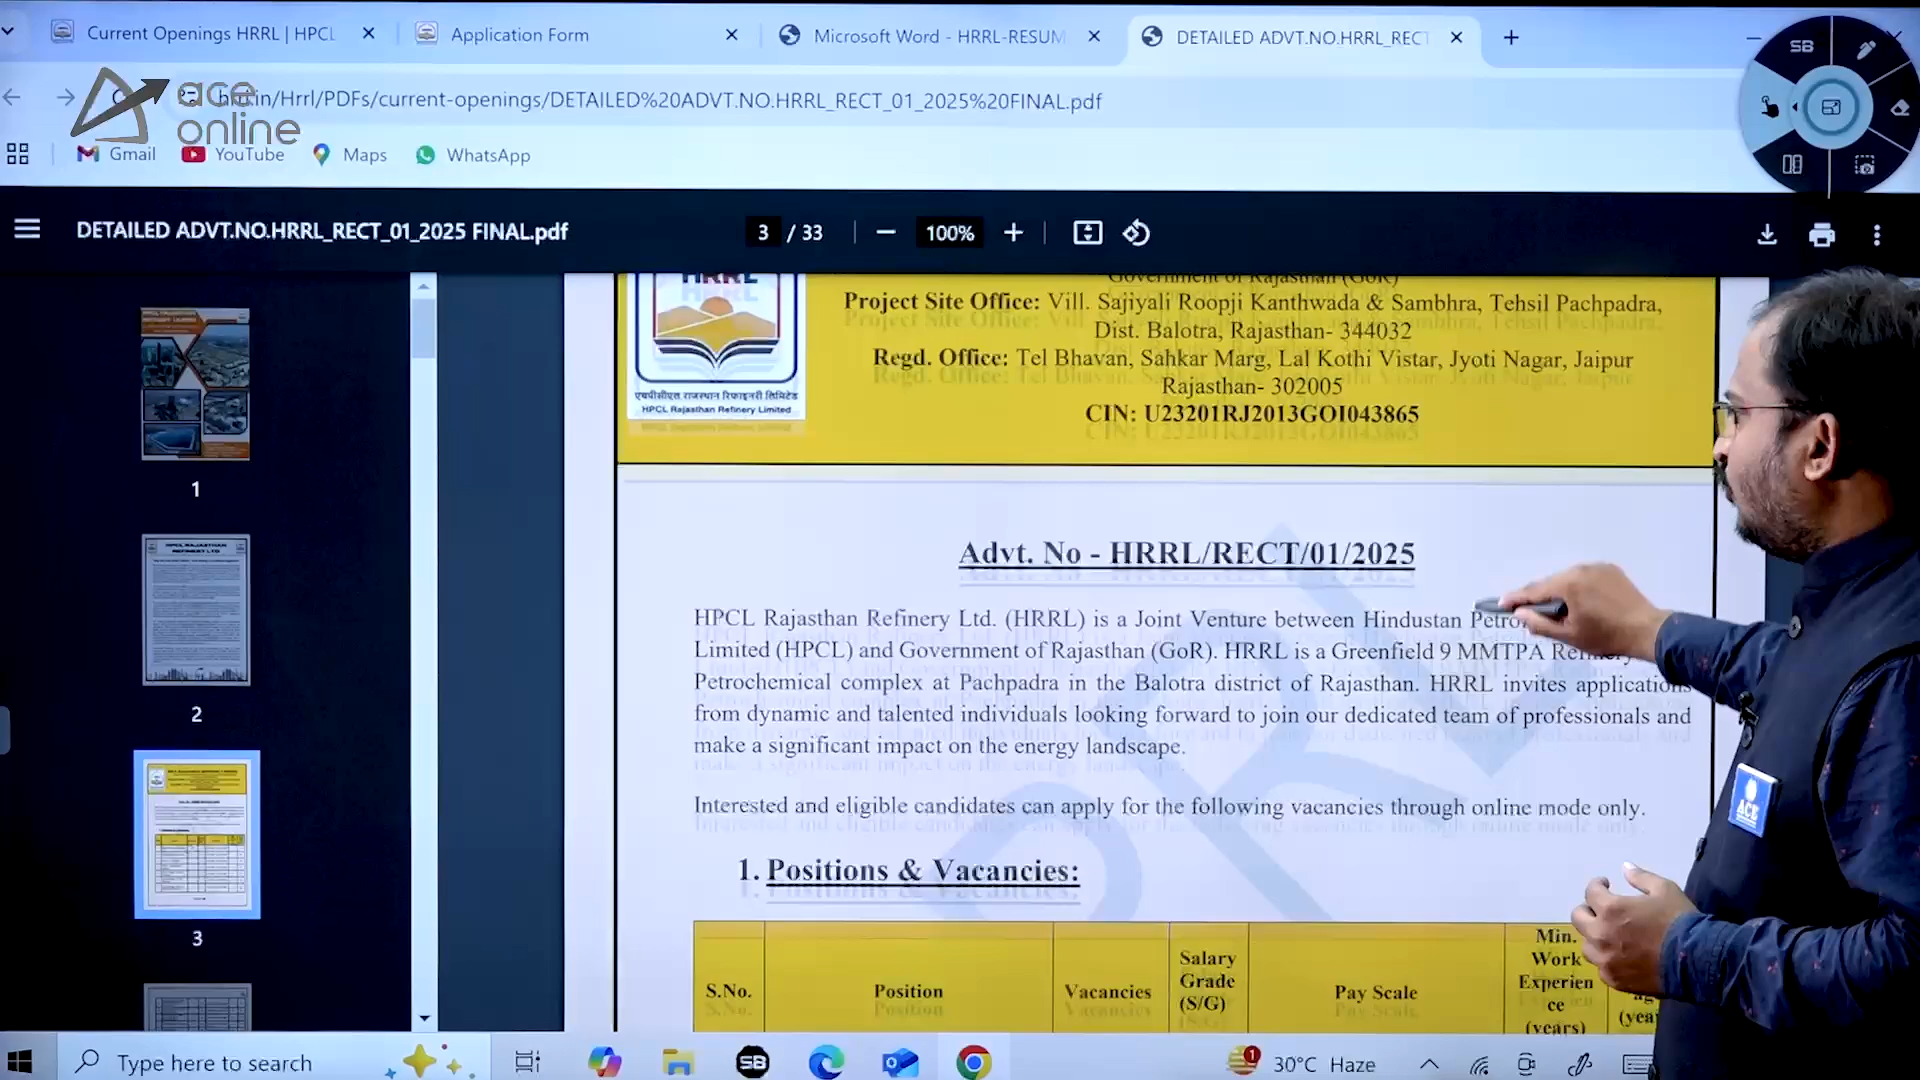 Current Openings HRRL | HPCL
Application Form
Microsoft Word - HRRL-RESUM
DETAILED ADVT.NO.HRRL_RECT
SB
ace
online
in/Hrrl/PDFs/current-openings/DETAILED%20ADVT.NO.HRRL_RECT_01_2025%20FINAL.pdf
Gmail
YouTube
Maps
WhatsApp
DETAILED ADVT.NO.HRRL_RECT_01_2025 FINAL.pdf
3 / 33
100%
HRRL
Government of Rajasthan (GoR)
Project Site Office: Vill. Sajiyali Roopji Kanthwada & Sambhra, Tehsil Pachpadra,
Dist. Balotra, Rajasthan- 344032
Regd. Office: Tel Bhavan, Sahkar Marg, Lal Kothi Vistar, Jyoti Nagar, Jaipur
Rajasthan- 302005
CIN: U23201RJ2013GOI043865
एचपीसीएल राजस्थान रिफाइनरी लिमिटेड
HPCL Rajasthan Refinery Limited
1
2
3
Advt. No - HRRL/RECT/01/2025
HPCL Rajasthan Refinery Ltd. (HRRL) is a Joint Venture between Hindustan Petro
Limited (HPCL) and Government of Rajasthan (GoR). HRRL is a Greenfield 9 MMTPA Refinery
Petrochemical complex at Pachpadra in the Balotra district of Rajasthan. HRRL invites applications
from dynamic and talented individuals looking forward to join our dedicated team of professionals and
make a significant impact on the energy landscape.
Interested and eligible candidates can apply for the following vacancies through online mode only.
1. Positions & Vacancies:
S.No.
Position
Vacancies
Salary
Grade
(S/G)
Pay Scale
Min.
Work
Experien
ce
(years)
ACE
Type here to search
SB
1
30°C Haze